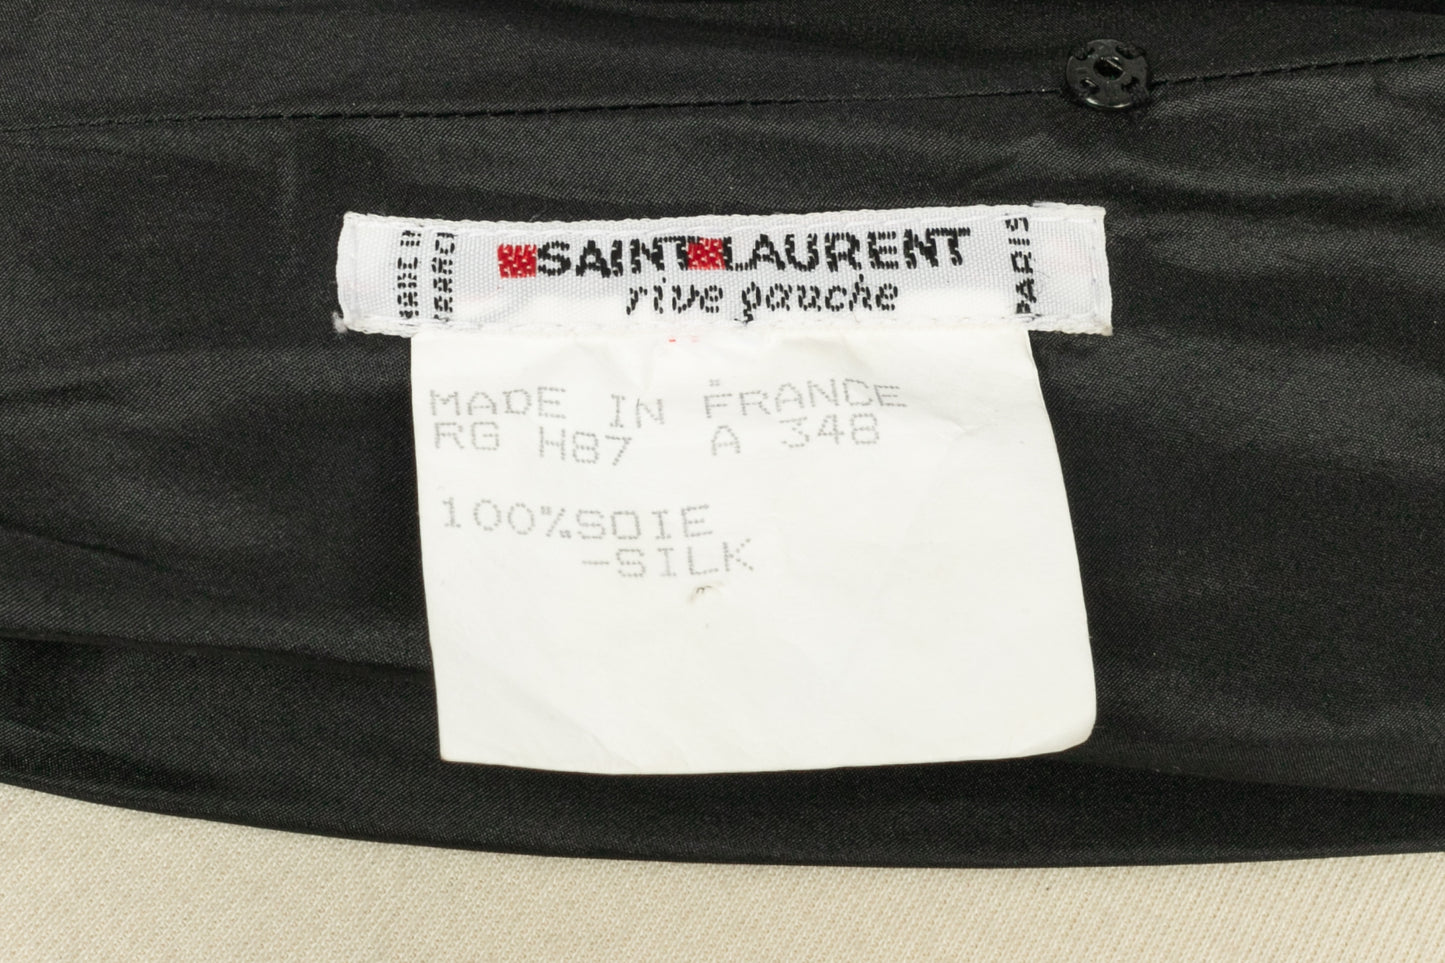 SAINT LAURENT
rive gauche
PARIS
MADE IN FRANCE
RG H87 A 348
100%SOIE
-SILK